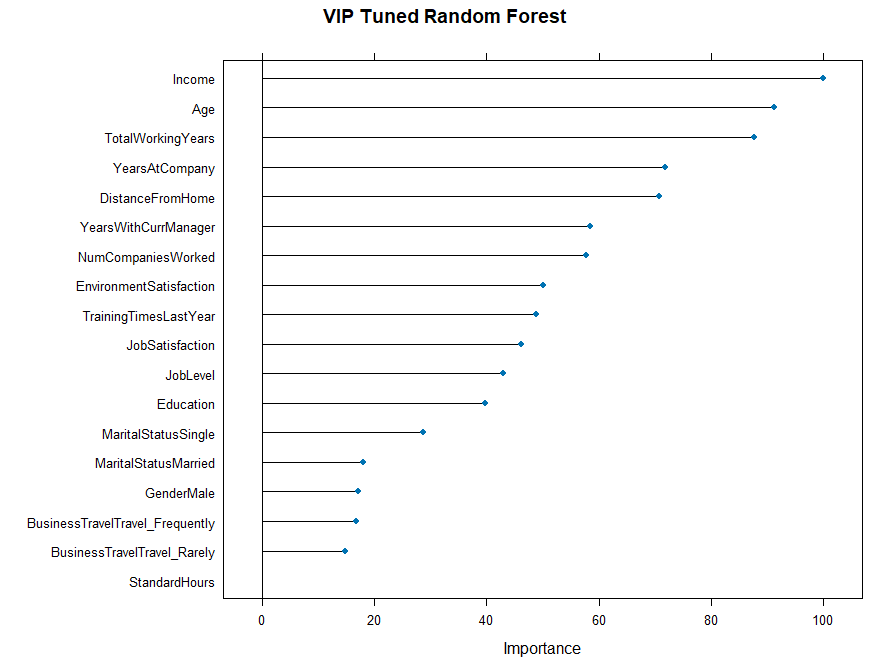 VIP Tuned Random Forest
Income
Age
TotalWorkingYears
YearsAtCompany
DistanceFromHome
YearsWithCurrManager
NumCompaniesWorked
EnvironmentSatisfaction
TrainingTimesLastYear
JobSatisfaction
JobLevel
Education
MaritalStatusSingle
MaritalStatusMarried
GenderMale
BusinessTravelTravel_Frequently
BusinessTravelTravel_Rarely
StandardHours
0 20 40 60 80 100
Importance